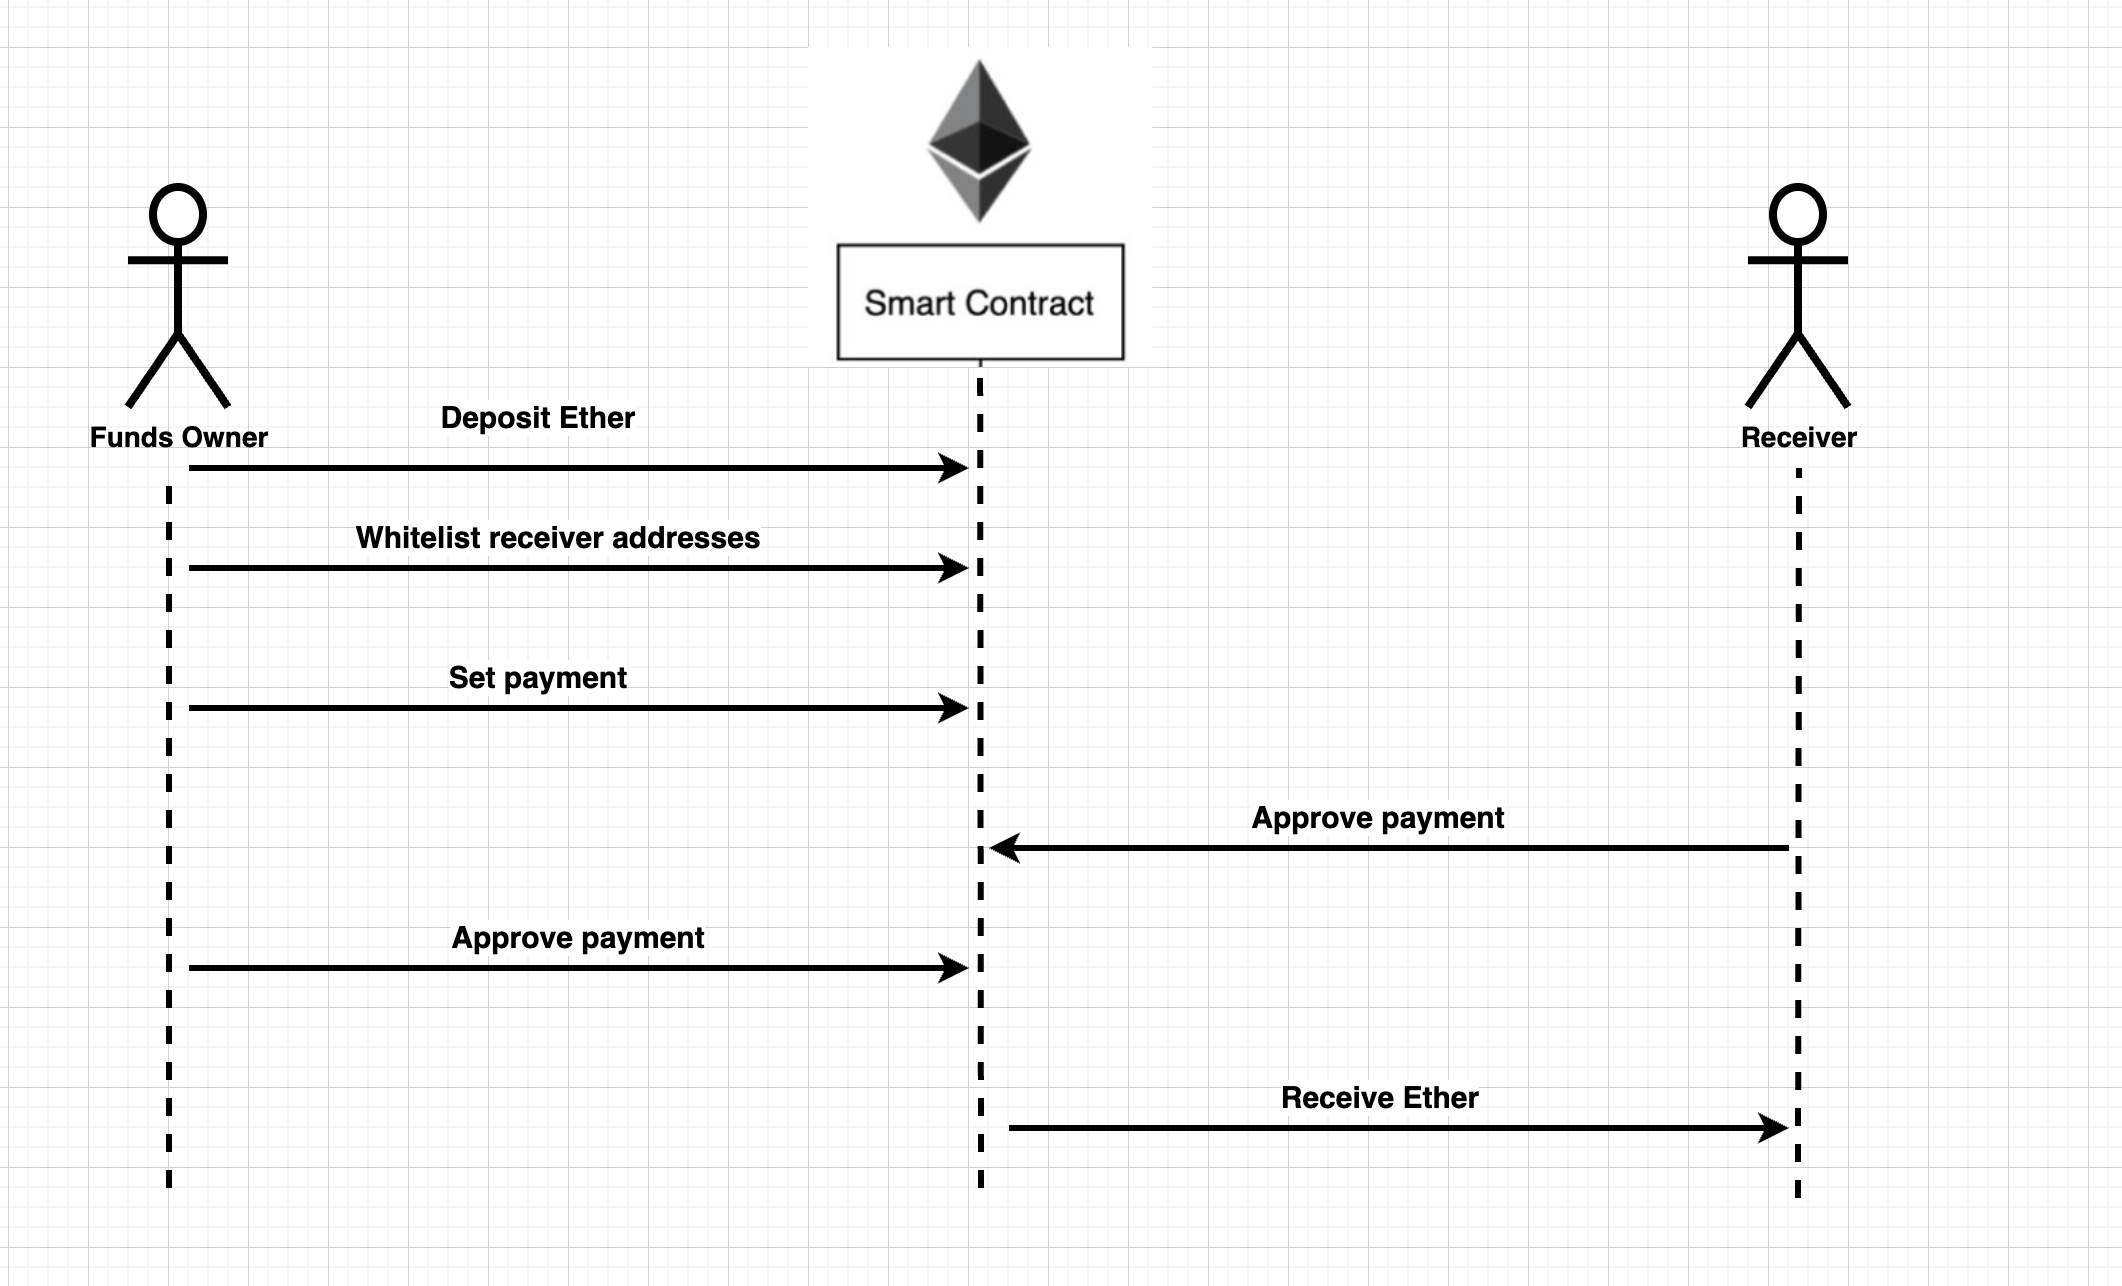 Smart Contract
Deposit Ether
Funds Owner
Receiver
Whitelist receiver addresses
Set payment
Approve payment
Approve payment
Receive Ether